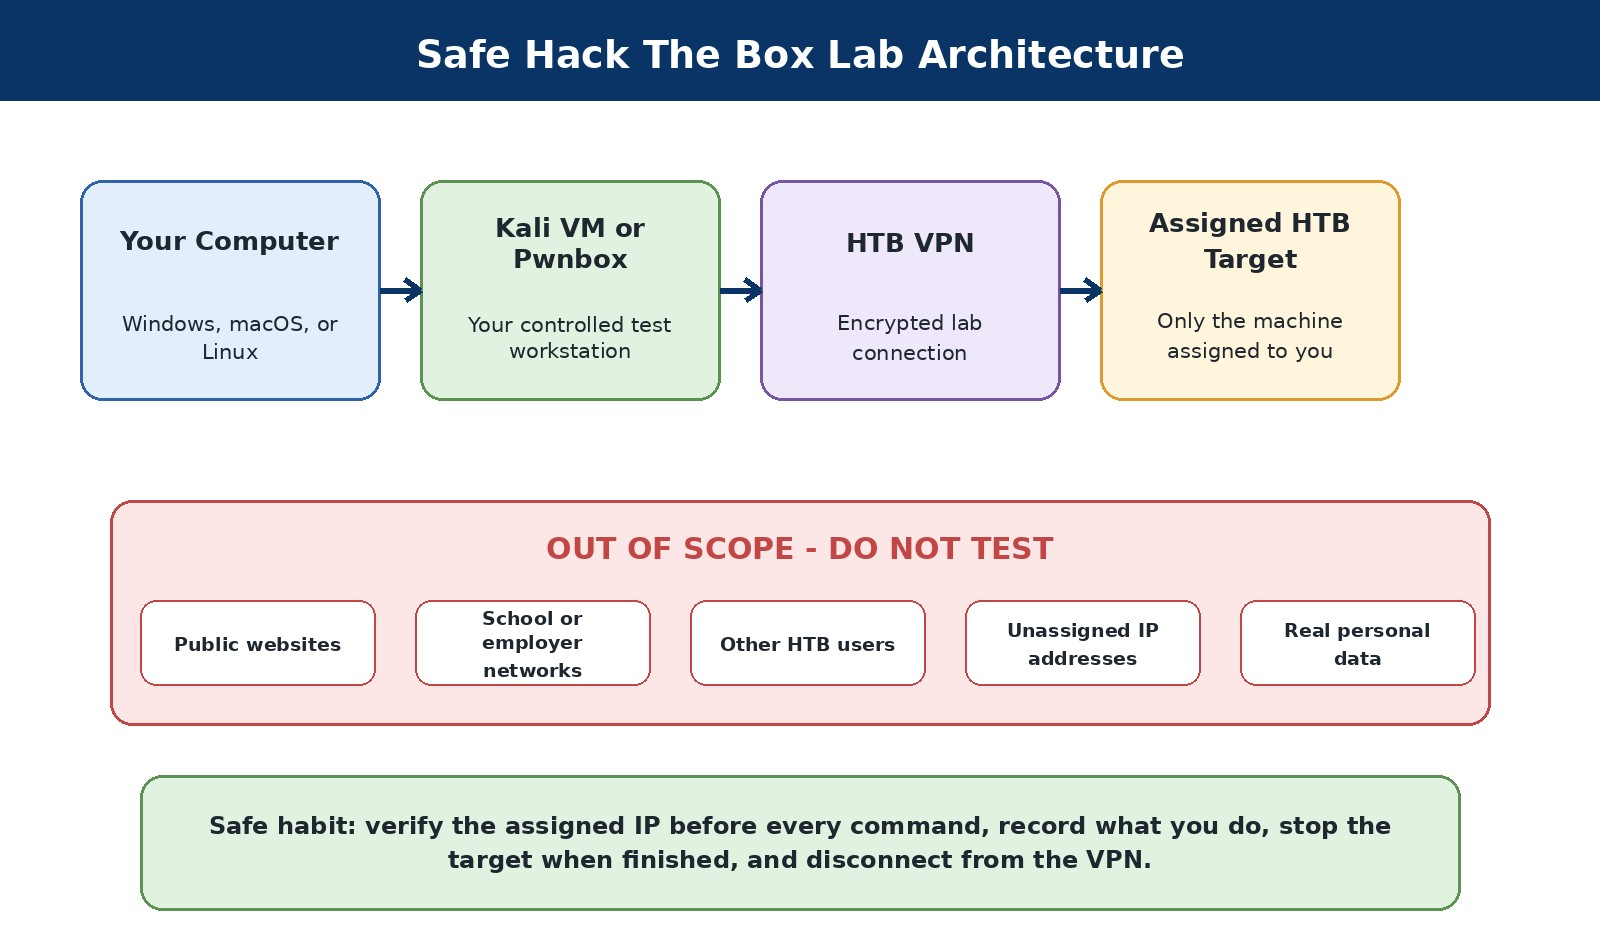 Safe Hack The Box Lab Architecture
Your Computer
Windows, macOS, or
Linux
Kali VM or
Pwnbox
Your controlled test
workstation
HTB VPN
Encrypted lab
connection
Assigned HTB
Target
Only the machine
assigned to you
OUT OF SCOPE - DO NOT TEST
Public websites
School or
employer
networks
Other HTB users
Unassigned IP
addresses
Real personal
data
Safe habit: verify the assigned IP before every command, record what you do, stop the
target when finished, and disconnect from the VPN.